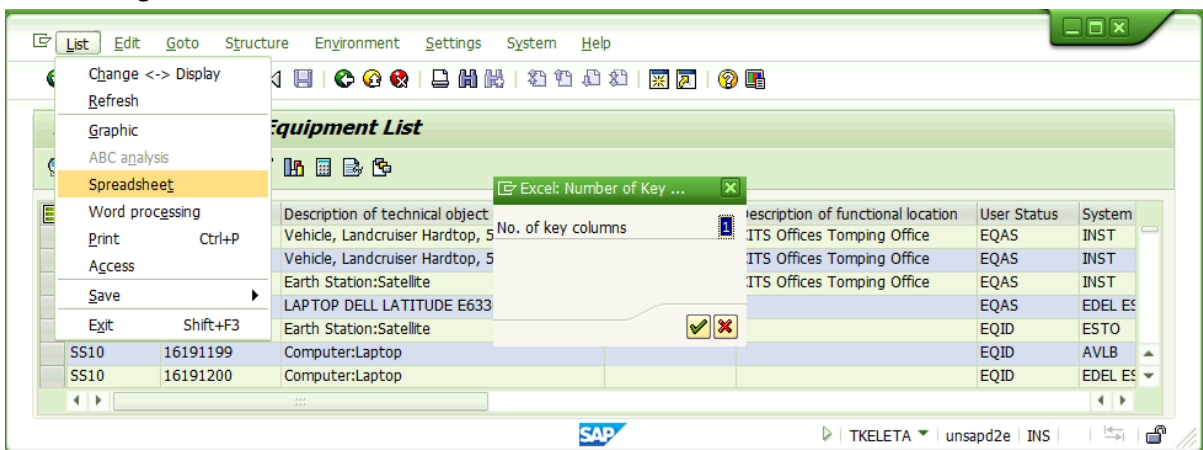 List Edit Goto Structure Environment Settings System Help
Change <-> Display
Refresh
Graphic
ABC analysis
Spreadsheet
Word processing
Print Ctrl+P
Access
Save
Exit Shift+F3
Equipment List
Excel: Number of Key ...
No. of key columns 1
Description of technical object Description of functional location User Status System
Vehicle, Landcruiser Hardtop, 5 CITS Offices Tomping Office EQAS INST
Vehicle, Landcruiser Hardtop, 5 CITS Offices Tomping Office EQAS INST
Earth Station:Satellite CITS Offices Tomping Office EQAS INST
LAPTOP DELL LATITUDE E633 EQAS EDEL ES
Earth Station:Satellite EQID ESTO
SS10 16191199 Computer:Laptop EQID AVLB
SS10 16191200 Computer:Laptop EQID EDEL ES
SAP TKELETA unsapd2e INS